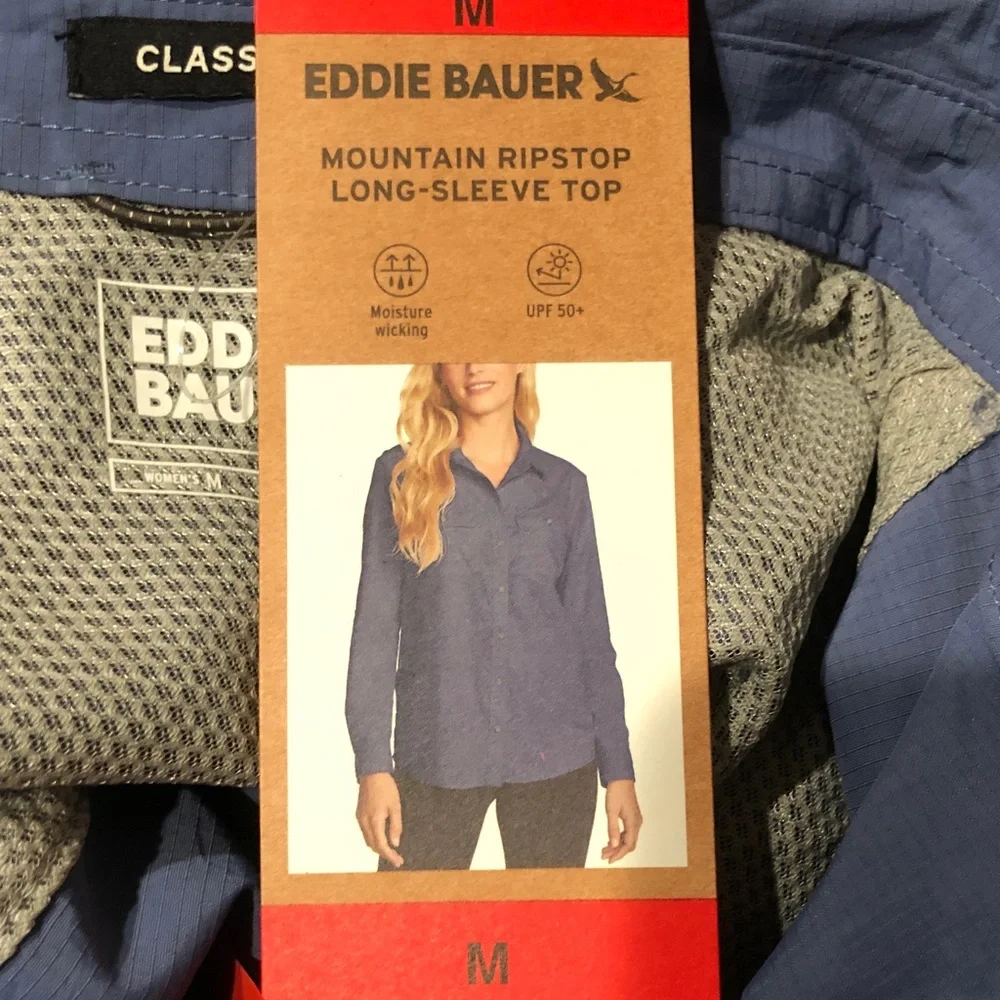 M
CLASS
EDDIE BAUER
MOUNTAIN RIPSTOP
LONG-SLEEVE TOP
Moisture
wicking
UPF 50+
EDD
BAU
WOMEN'S M
M